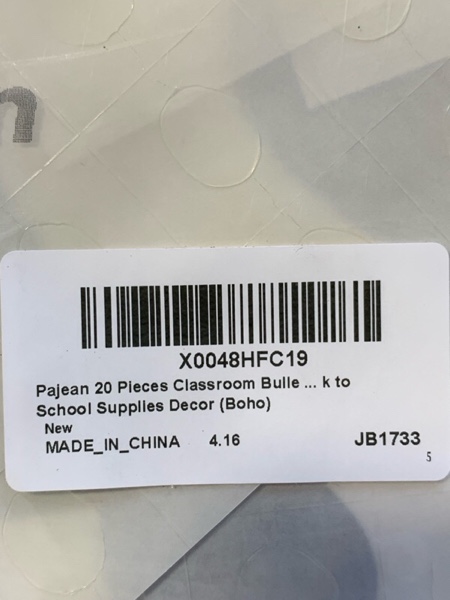 X0048HFC19
Pajean 20 Pieces Classroom Bulle ... k to
School Supplies Decor (Boho)
New
MADE_IN_CHINA 4.16 JB1733
5